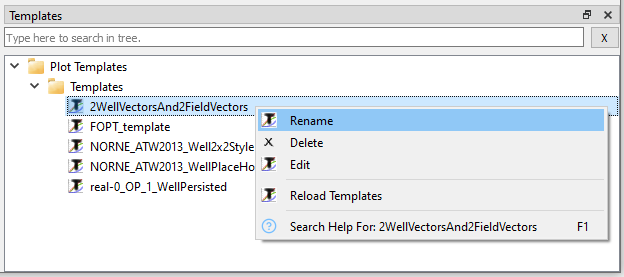 Templates
Type here to search in tree.
X
Plot Templates
Templates
2WellVectorsAnd2FieldVectors
FOPT_template
NORNE_ATW2013_Well2x2Style
NORNE_ATW2013_WellPlaceHo
real-0_OP_1_WellPersisted
Rename
Delete
Edit
Reload Templates
Search Help For: 2WellVectorsAnd2FieldVectors F1